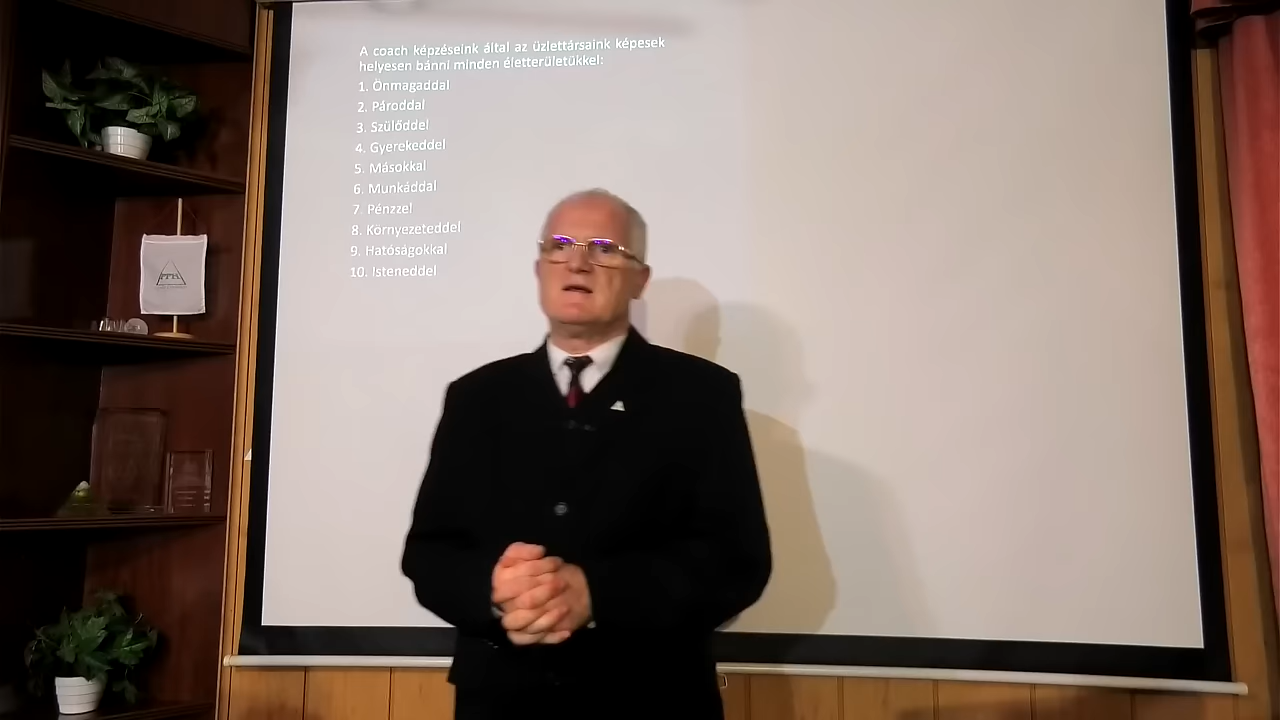 A coach képzéseink által az üzlettársaink képesek
helyesen bánni minden életterületükkel:
1. Önmagaddal
2. Pároddal
3. Szülőddel
4. Gyerekeddel
5. Másokkal
6. Munkáddal
7. Pénzzel
8. Környezeteddel
9. Hatóságokkal
10. Isteneddel